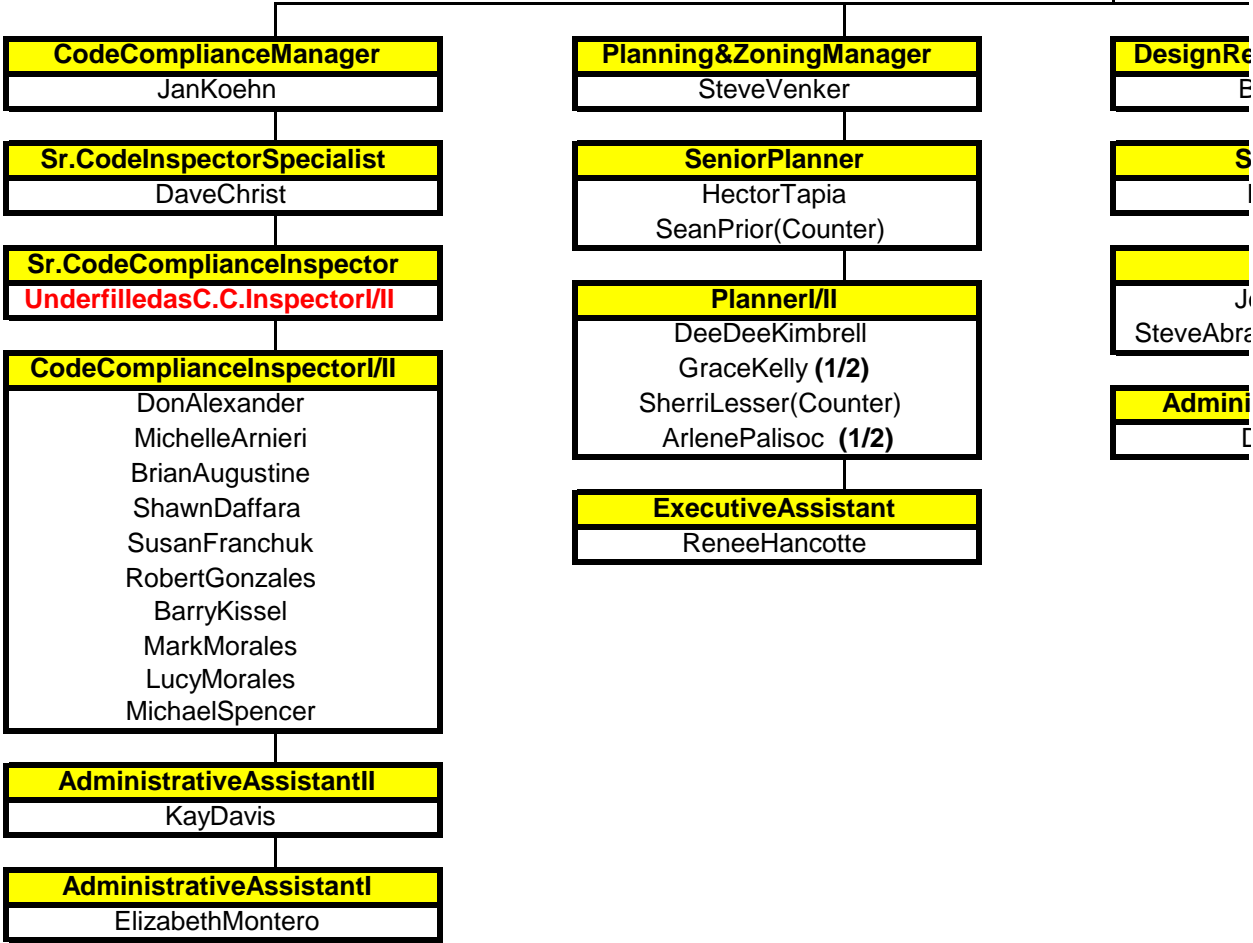 CodeComplianceManager
JanKoehn
Sr.CodeInspectorSpecialist
DaveChrist
Sr.CodeComplianceInspector
UnderfilledasC.C.InspectorI/II
CodeComplianceInspectorI/II
DonAlexander
MichelleArnieri
BrianAugustine
ShawnDaffara
SusanFranchuk
RobertGonzales
BarryKissel
MarkMorales
LucyMorales
MichaelSpencer
AdministrativeAssistantII
KayDavis
AdministrativeAssistantI
ElizabethMontero
Planning&ZoningManager
SteveVenker
SeniorPlanner
HectorTapia
SeanPrior(Counter)
PlannerI/II
DeeDeeKimbrell
GraceKelly (1/2)
SherriLesser(Counter)
ArlenePalisoc (1/2)
ExecutiveAssistant
ReneeHancotte